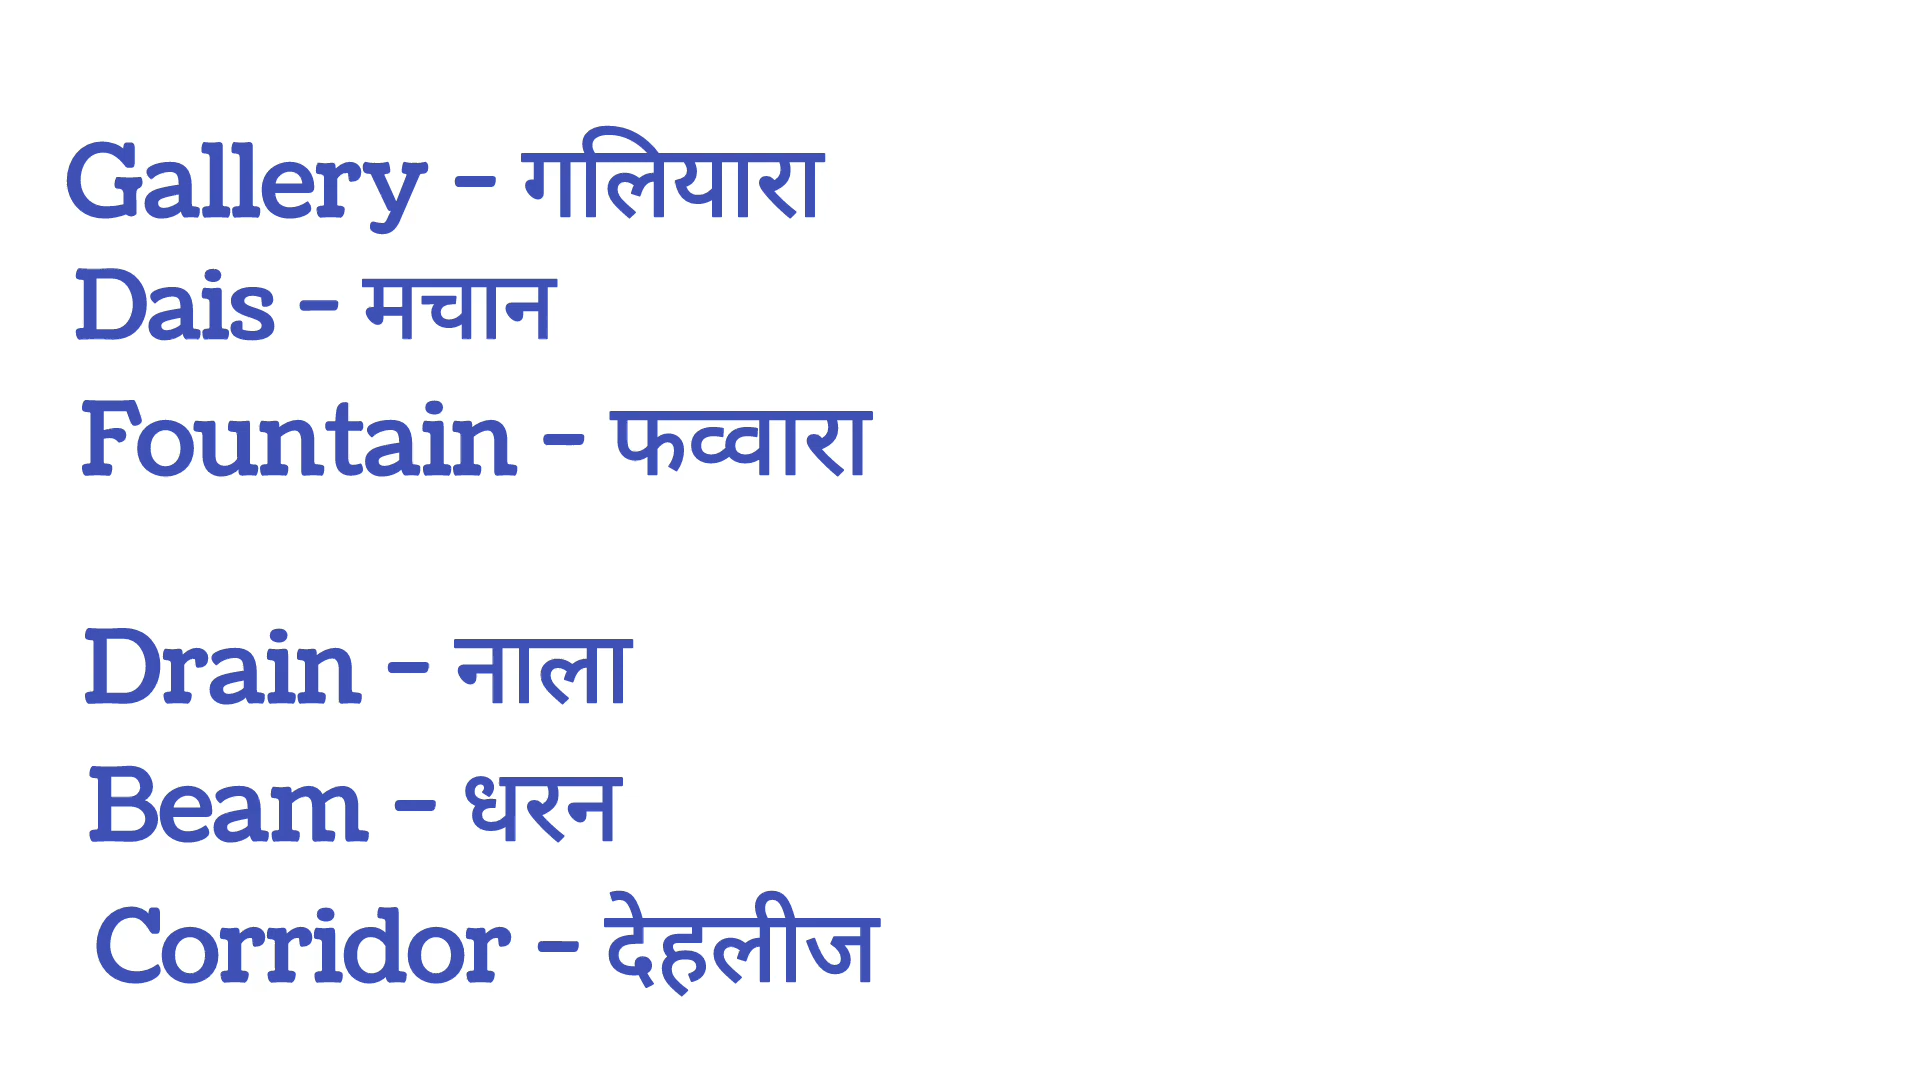 Gallery - गलियारा
Dais - मचान
Fountain - फव्वारा
Drain - नाला
Beam - धरन
Corridor - देहलीज